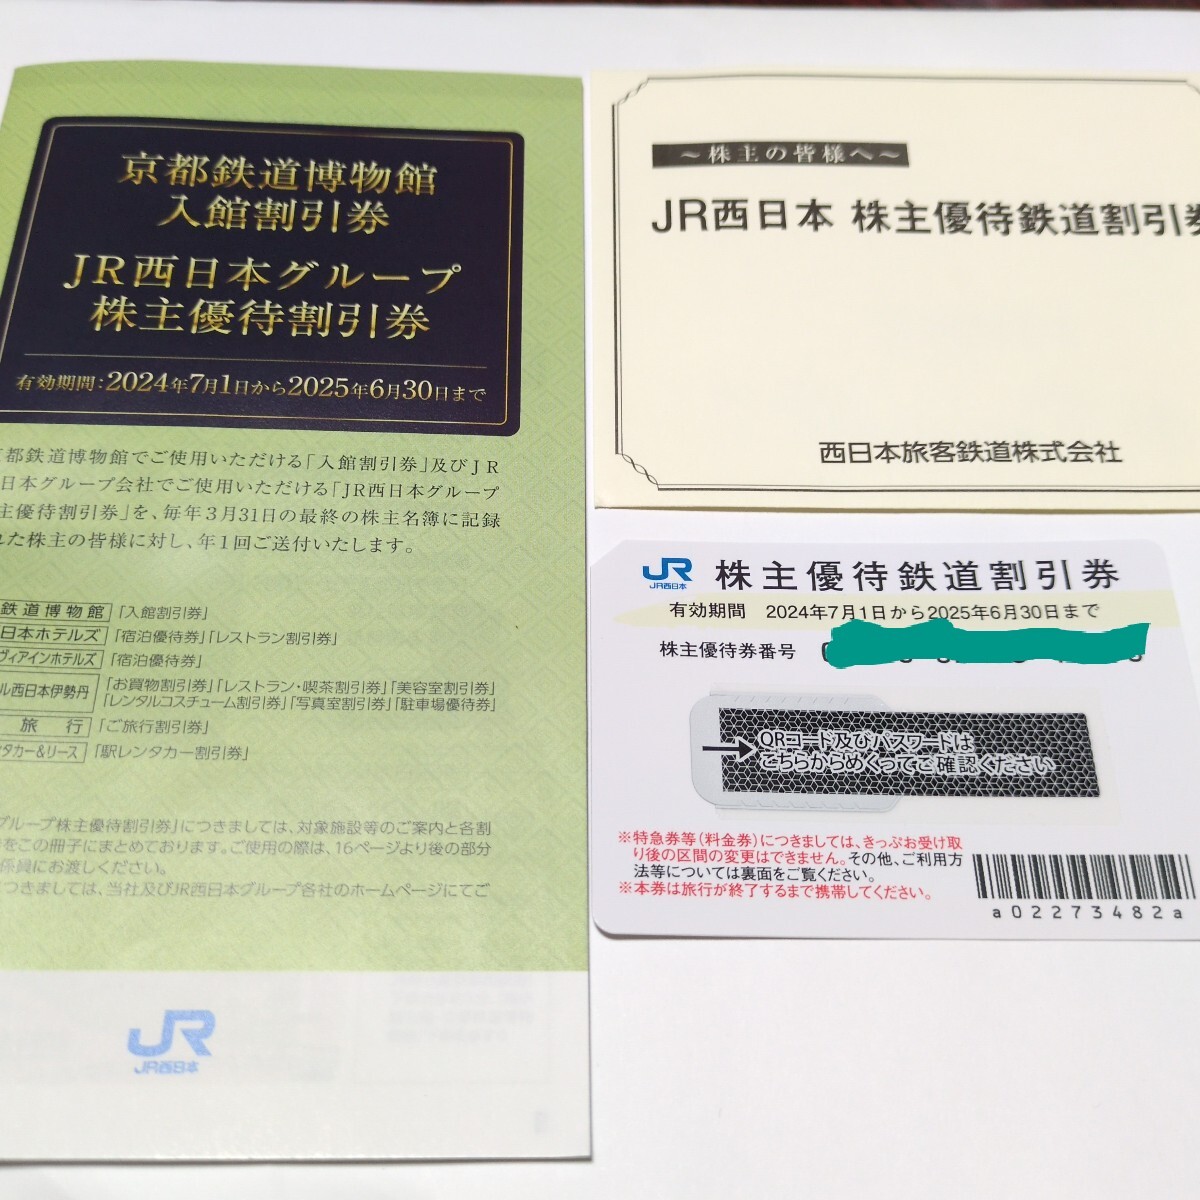 京都鉄道博物館
入館割引券
JR西日本グループ
株主優待割引券
有効期間:2024年7月1日から2025年6月30日まで
都鉄道博物館でご使用いただける「入館割引券」及びJR
日本グループ会社でご使用いただける「JR西日本グループ
主優待割引券」を、毎年3月31日の最終の株主名簿に記録
れた株主の皆様に対し、年1回ご送付いたします。
鉄道博物館「入館割引券」
日本ホテルズ「宿泊優待券」「レストラン割引券」
ヴィアインホテルズ「宿泊優待券」
ル西日本伊勢丹「お買物割引券」「レストラン・喫茶割引券」「美容室割引券」
「レンタルコスチューム割引券」「写真室割引券」「駐車場優待券」
旅行「ご旅行割引券」
タカー&リース「駅レンタカー割引券」
グループ株主優待割引券」につきましては、対象施設等のご案内と各割
をこの冊子にまとめております。ご使用の際は、16ページより後の部分
係員にお渡しください。
につきましては、当社及びJR西日本グループ各社のホームページにてご
JR
JR西日本
~株主の皆様へ~
JR西日本 株主優待鉄道割引券
西日本旅客鉄道株式会社
JR
JR西日本
株主優待鉄道割引券
有効期間 2024年7月1日から2025年6月30日まで
株主優待券番号
QRコード及びパスワードは
こちらからめくってご確認ください
※特急券等(料金券)につきましては、きっぷお受け取
り後の区間の変更はできません。その他、ご利用方
法等については裏面をご覧ください。
※本券は旅行が終了するまで携帯してください。
a02273482a